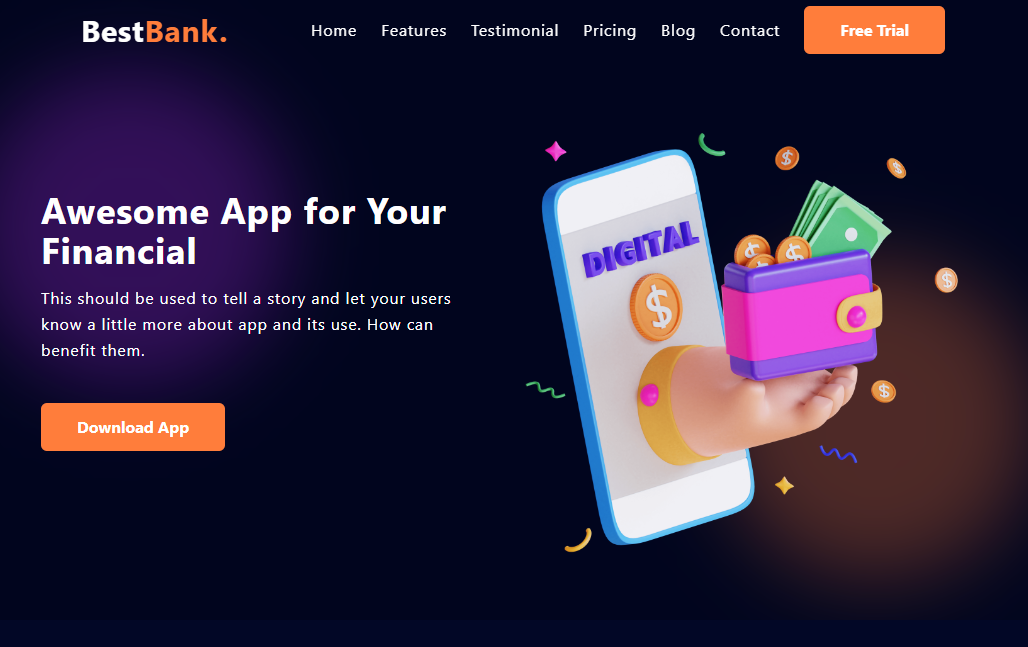 BestBank.
Home Features Testimonial Pricing Blog Contact Free Trial
Awesome App for Your
Financial
This should be used to tell a story and let your users
know a little more about app and its use. How can
benefit them.
Download App
DIGITAL
$
$
$
$
$
$
$